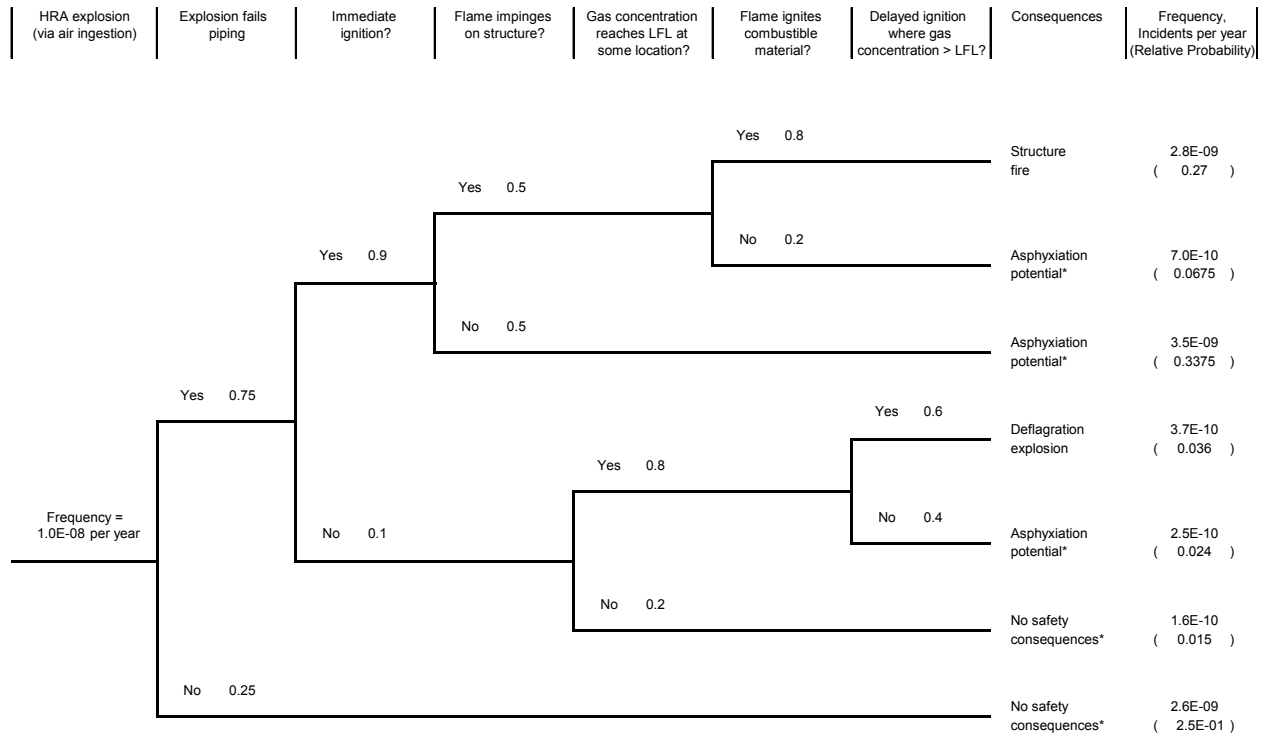 HRA explosion
(via air ingestion)
Explosion fails
piping
Immediate
ignition?
Flame impinges
on structure?
Gas concentration
reaches LFL at
some location?
Flame ignites
combustible
material?
Delayed ignition
where gas
concentration > LFL?
Consequences
Frequency,
Incidents per year
(Relative Probability)
Yes 0.8
Structure
fire
2.8E-09
( 0.27 )
Yes 0.5
No 0.2
Asphyxiation
potential*
7.0E-10
( 0.0675 )
Yes 0.9
No 0.5
Asphyxiation
potential*
3.5E-09
( 0.3375 )
Yes 0.75
Yes 0.6
Deflagration
explosion
3.7E-10
( 0.036 )
Yes 0.8
Frequency =
1.0E-08 per year
No 0.1
No 0.4
Asphyxiation
potential*
2.5E-10
( 0.024 )
No 0.2
No safety
consequences*
1.6E-10
( 0.015 )
No 0.25
No safety
consequences*
2.6E-09
( 2.5E-01 )